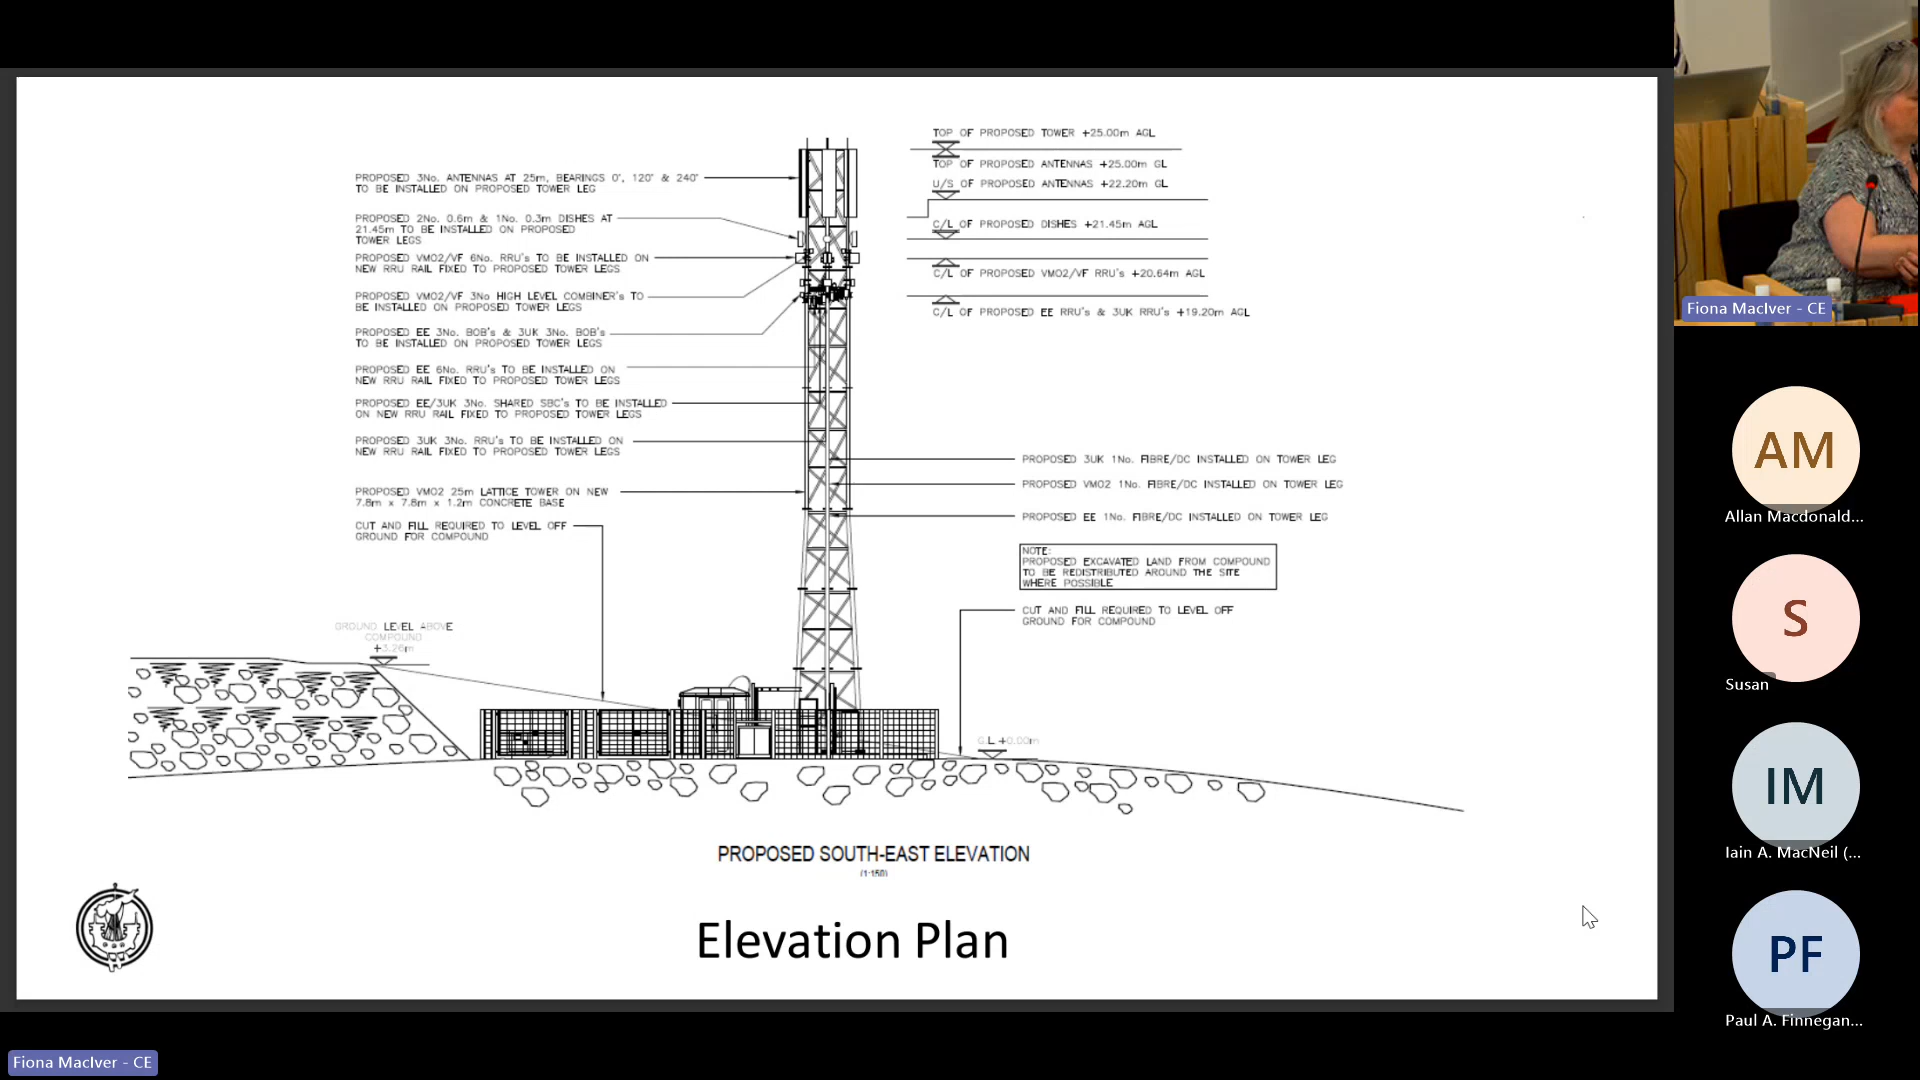 TOP OF PROPOSED TOWER +25.00m AGL
TOP OF PROPOSED ANTENNAS +25.00m GL
U/S OF PROPOSED ANTENNAS +22.20m GL
C/L OF PROPOSED DISHES +21.45m AGL
C/L OF PROPOSED VMO2/VF RRU's +20.64m AGL
C/L OF PROPOSED EE RRU's & 3UK RRU's +19.20m AGL
PROPOSED 3No. ANTENNAS AT 25m, BEARINGS 0°, 120° & 240°
TO BE INSTALLED ON PROPOSED TOWER LEG
PROPOSED 2No. 0.6m & 1No. 0.3m DISHES AT
21.45m TO BE INSTALLED ON PROPOSED
TOWER LEGS
PROPOSED VMO2/VF 6No. RRU's TO BE INSTALLED ON
NEW RRU RAIL FIXED TO PROPOSED TOWER LEGS
PROPOSED VMO2/VF 3No HIGH LEVEL COMBINER's TO
BE INSTALLED ON PROPOSED TOWER LEGS
PROPOSED EE 3No. BOB's & 3UK 3No. BOB's
TO BE INSTALLED ON PROPOSED TOWER LEGS
PROPOSED EE 6No. RRU's TO BE INSTALLED ON
NEW RRU RAIL FIXED TO PROPOSED TOWER LEGS
PROPOSED EE/3UK 3No. SHARED SBC's TO BE INSTALLED
ON NEW RRU RAIL FIXED TO PROPOSED TOWER LEGS
PROPOSED 3UK 3No. RRU's TO BE INSTALLED ON
NEW RRU RAIL FIXED TO PROPOSED TOWER LEGS
PROPOSED VMO2 25m LATTICE TOWER ON NEW
7.8m x 7.8m x 1.2m CONCRETE BASE
CUT AND FILL REQUIRED TO LEVEL OFF
GROUND FOR COMPOUND
PROPOSED 3UK 1No. FIBRE/DC INSTALLED ON TOWER LEG
PROPOSED VMO2 1No. FIBRE/DC INSTALLED ON TOWER LEG
PROPOSED EE 1No. FIBRE/DC INSTALLED ON TOWER LEG
NOTE:
PROPOSED EXCAVATED LAND FROM COMPOUND
TO BE REDISTRIBUTED AROUND THE SITE
WHERE POSSIBLE
CUT AND FILL REQUIRED TO LEVEL OFF
GROUND FOR COMPOUND
GROUND LEVEL ABOVE
COMPOUND
+3.26m
G.L +0.00m
PROPOSED SOUTH-EAST ELEVATION
(1:150)
Elevation Plan
Fiona MacIver - CE
AM
Allan Macdonald...
S
Susan
IM
Iain A. MacNeil (...
PF
Paul A. Finnegan...
Fiona MacIver - CE